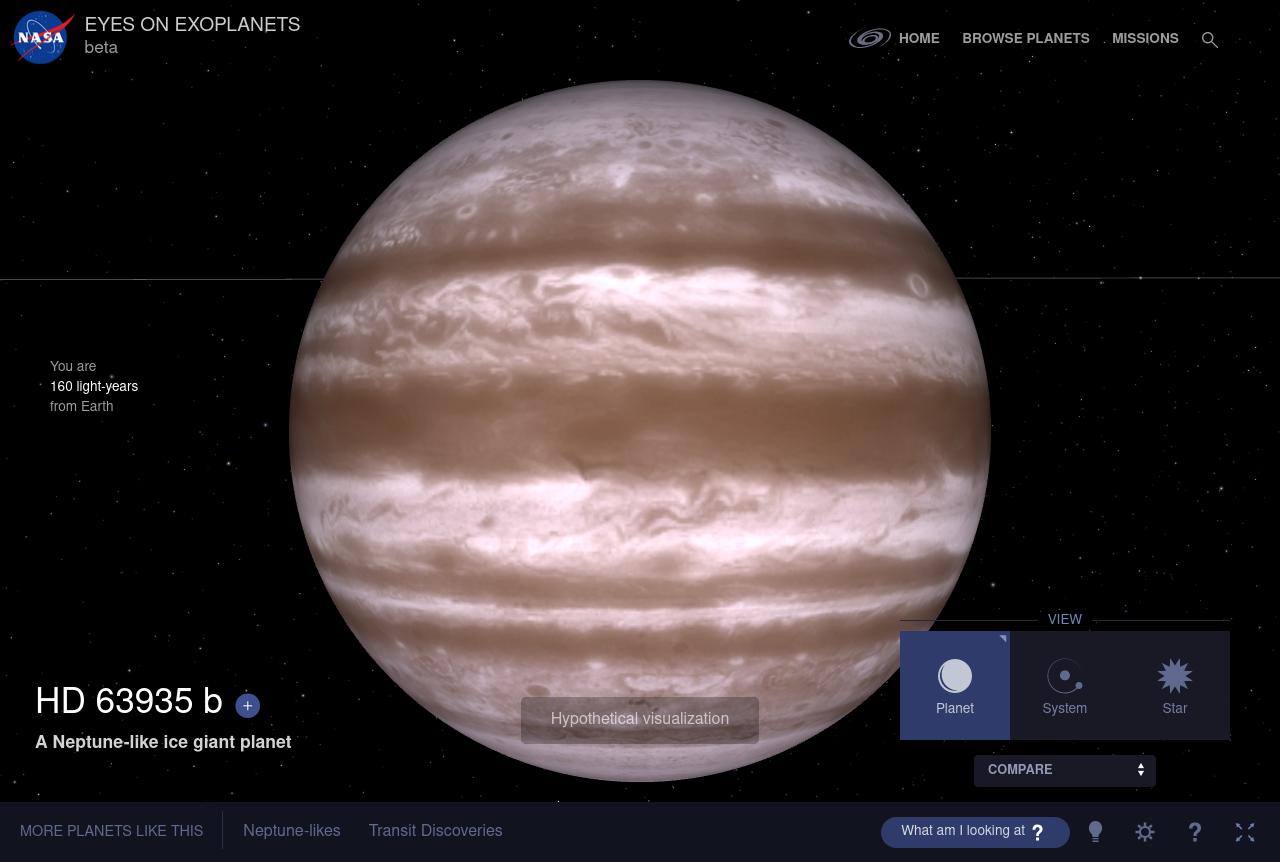 NASA
EYES ON EXOPLANETS
beta
HOME
BROWSE PLANETS
MISSIONS
You are
160 light-years
from Earth
VIEW
Planet
System
Star
HD 63935 b +
A Neptune-like ice giant planet
Hypothetical visualization
COMPARE
MORE PLANETS LIKE THIS
Neptune-likes
Transit Discoveries
What am I looking at ?
?